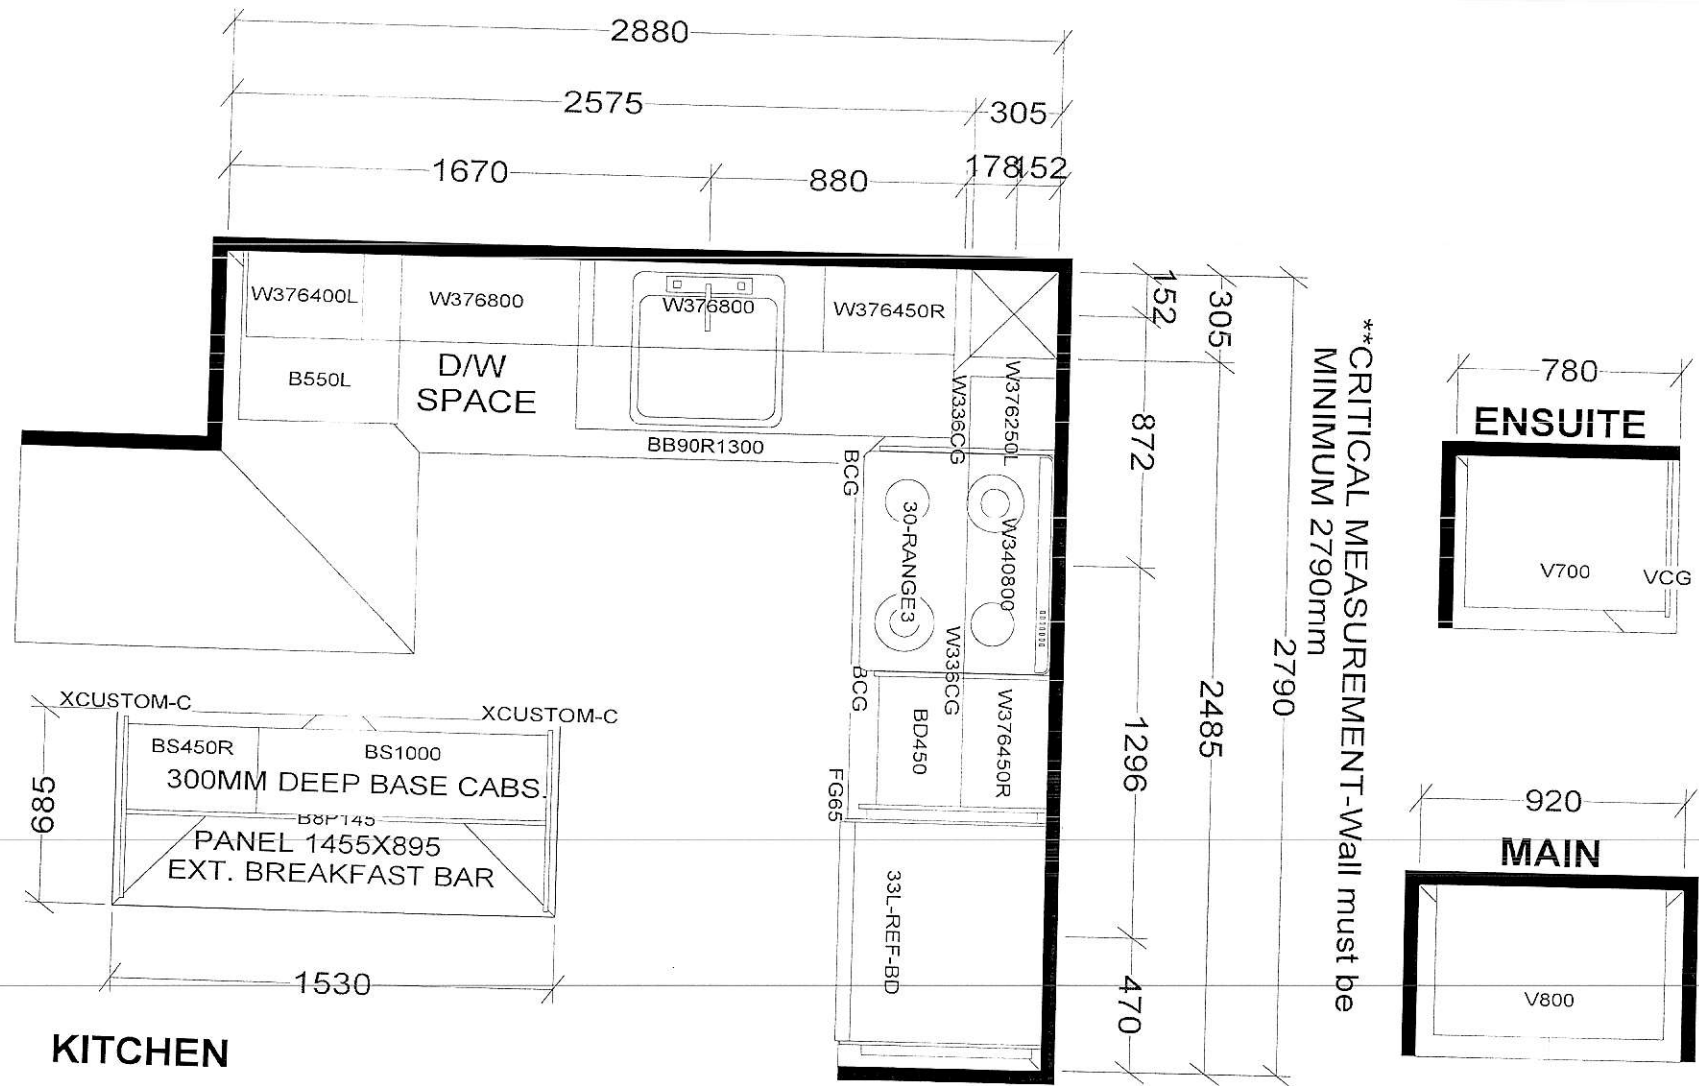 2880
2575
305
1670
880
178
152
W376400L
W376800
W376800
W376450R
B550L
D/W
SPACE
BB90R1300
W336CG
W376250L
BCG
30-RANGE3
W340800
W336CG
BCG
BD450
W376450R
FG65
33L-REF-BD
152
305
872
1296
2485
2790
470
**CRITICAL MEASUREMENT-Wall must be
MINIMUM 2790mm
780
ENSUITE
V700
VCG
920
MAIN
V800
XCUSTOM-C
XCUSTOM-C
BS450R
BS1000
300MM DEEP BASE CABS.
PANEL 1455X895
EXT. BREAKFAST BAR
685
1530
KITCHEN